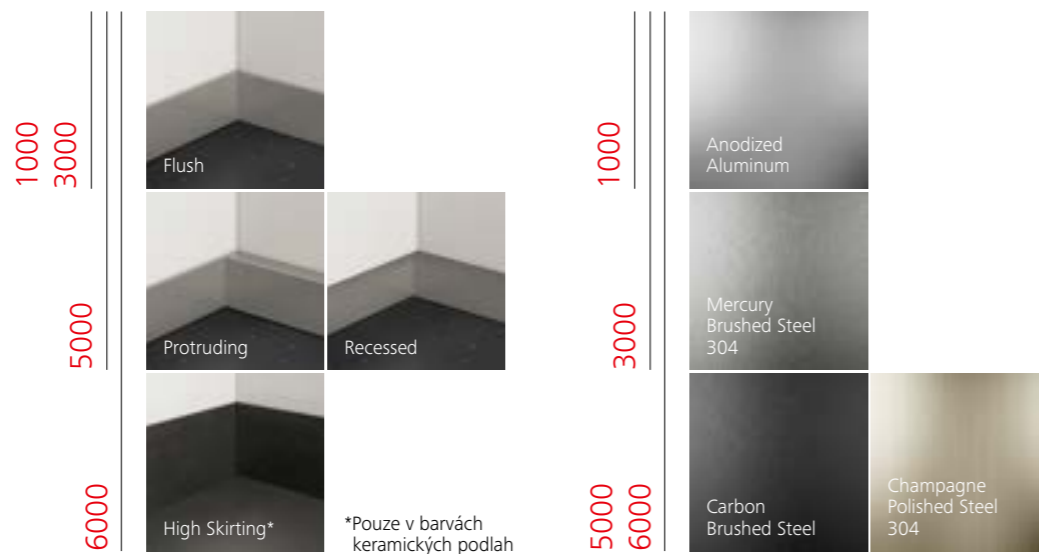 1000
3000
Flush
5000
Protruding
Recessed
6000
High Skirting*
*Pouze v barvách
keramických podlah
1000
Anodized
Aluminum
3000
Mercury
Brushed Steel
304
5000
6000
Carbon
Brushed Steel
Champagne
Polished Steel
304